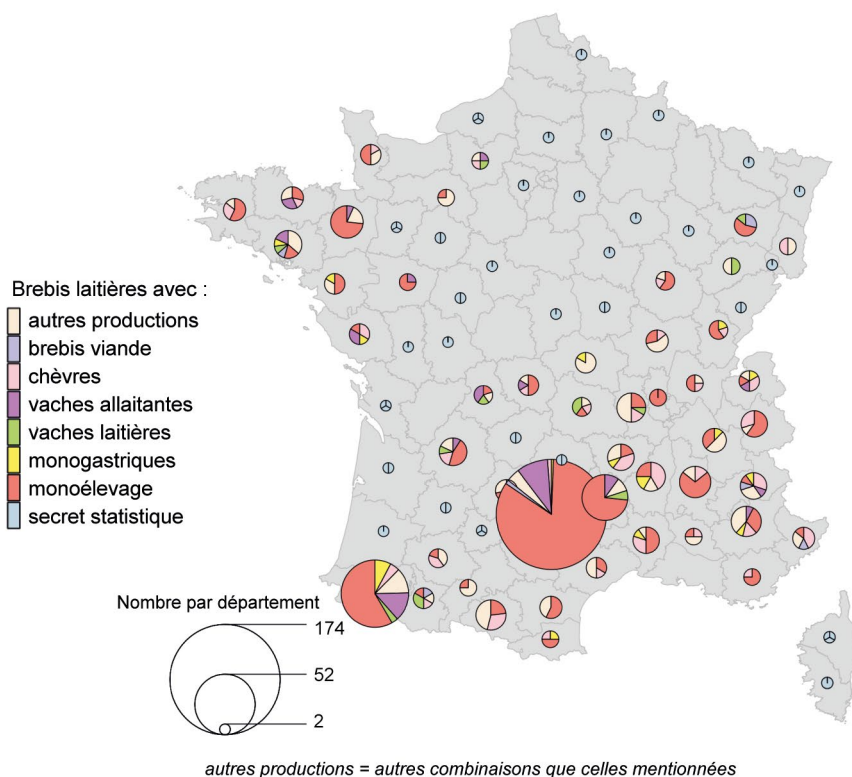 Brebis laitières avec :
autres productions
brebis viande
chèvres
vaches allaitantes
vaches laitières
monogastriques
monoélevage
secret statistique
Nombre par département
174
52
2
autres productions = autres combinaisons que celles mentionnées